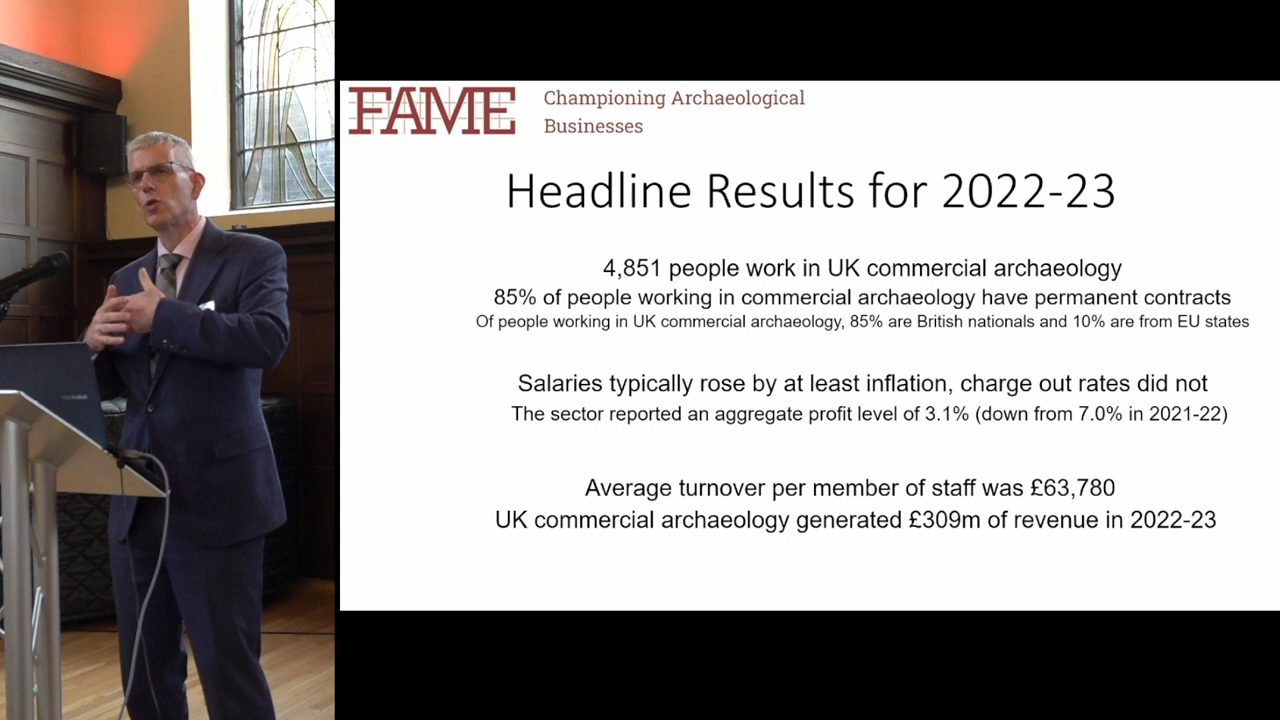 FAME
Championing Archaeological
Businesses
Headline Results for 2022-23
4,851 people work in UK commercial archaeology
85% of people working in commercial archaeology have permanent contracts
Of people working in UK commercial archaeology, 85% are British nationals and 10% are from EU states
Salaries typically rose by at least inflation, charge out rates did not
The sector reported an aggregate profit level of 3.1% (down from 7.0% in 2021-22)
Average turnover per member of staff was £63,780
UK commercial archaeology generated £309m of revenue in 2022-23